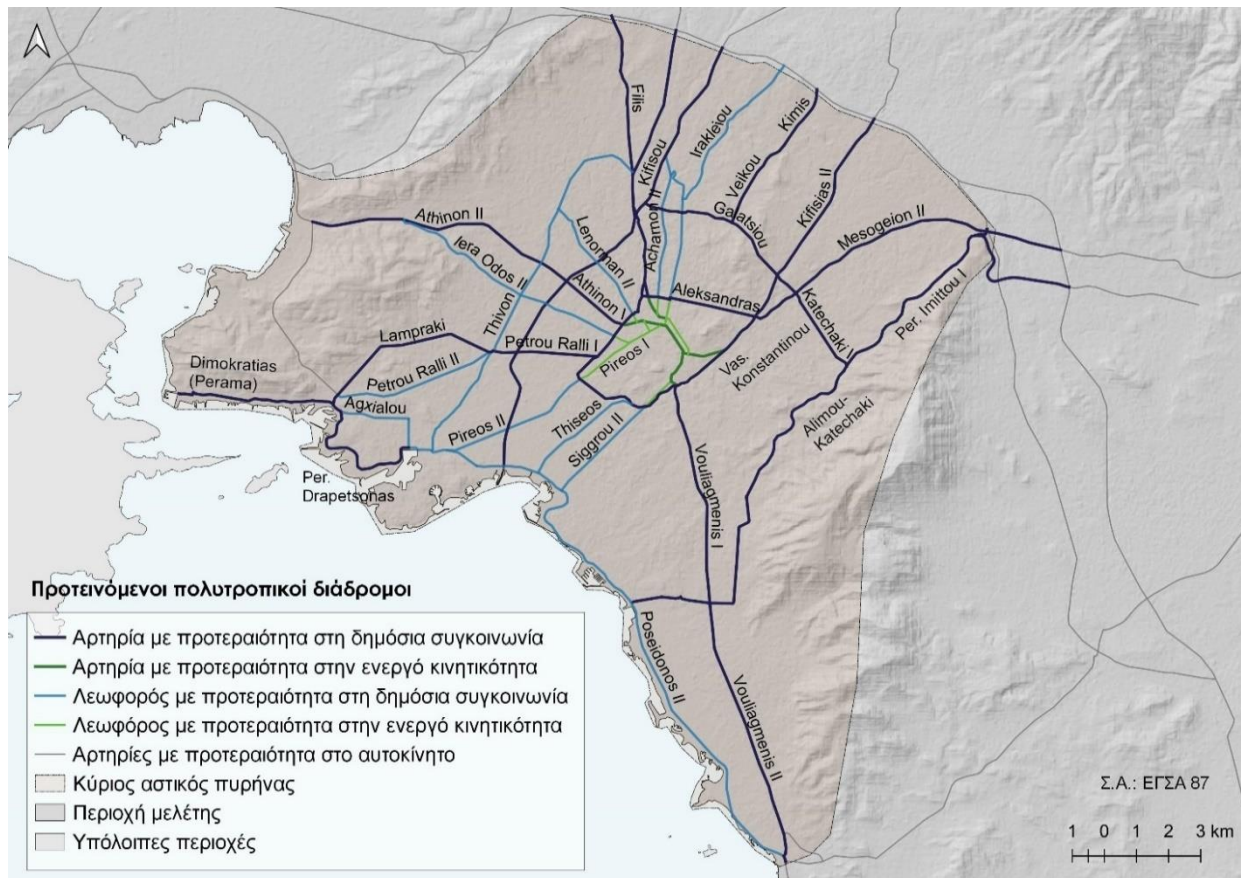 Filis
Kifisou
Irakleiou
Kimis
Veikou
Kifisias II
Galatsiou
Mesogeion II
Acharnon II
Athinon II
Iera Odos II
Lenorman II
Athinon V
Aleksandras
Thivon
Lampraki
Petrou Ralli I
Pireos I
Vas.
Konstantinou
Katechaki I
Per. Imittou I
Dimokratias
(Perama)
Petrou Ralli II
Agxialou
Pireos II
Thiseos
Siggrou II
Alimou-
Katechaki
Per.
Drapetsonas
Vouliagmenis I
Poseidonos II
Vouliagmenis II
Προτεινόμενοι πολυτροπικοί διάδρομοι
Αρτηρία με προτεραιότητα στη δημόσια συγκοινωνία
Αρτηρία με προτεραιότητα στην ενεργό κινητικότητα
Λεωφορός με προτεραιότητα στη δημόσια συγκοινωνία
Λεωφόρος με προτεραιότητα στην ενεργό κινητικότητα
Αρτηρίες με προτεραιότητα στο αυτοκίνητο
Κύριος αστικός πυρήνας
Περιοχή μελέτης
Υπόλοιπες περιοχές
Σ.Α.: ΕΓΣΑ 87
1 0 1 2 3 km